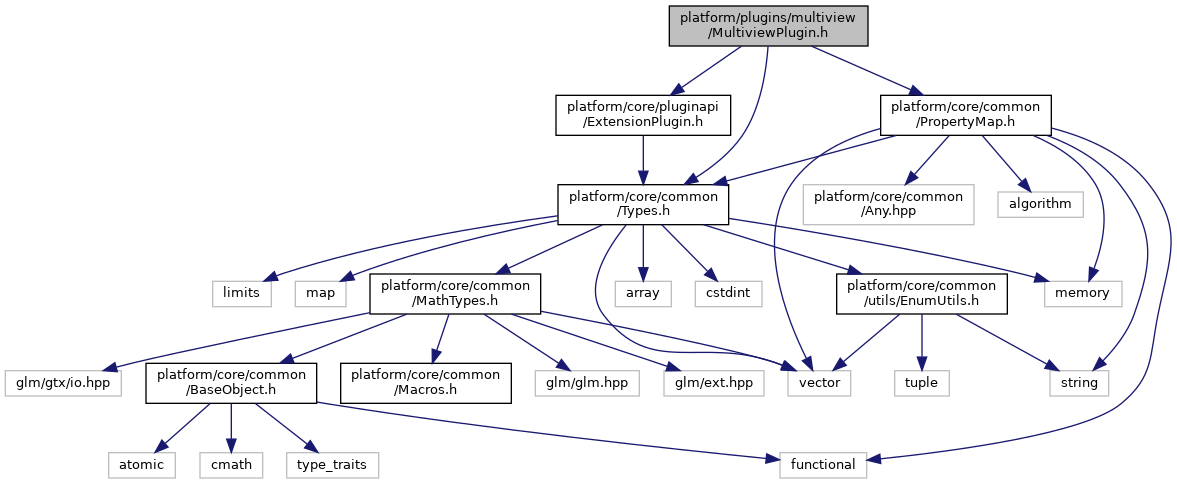 platform/plugins/multiview
/MultiviewPlugin.h
platform/core/pluginapi
/ExtensionPlugin.h
platform/core/common
/PropertyMap.h
platform/core/common
/Types.h
platform/core/common
/Any.hpp
algorithm
limits
map
platform/core/common
/MathTypes.h
array
cstdint
platform/core/common
/utils/EnumUtils.h
memory
glm/gtx/io.hpp
platform/core/common
/BaseObject.h
platform/core/common
/Macros.h
glm/glm.hpp
glm/ext.hpp
vector
tuple
string
atomic
cmath
type_traits
functional